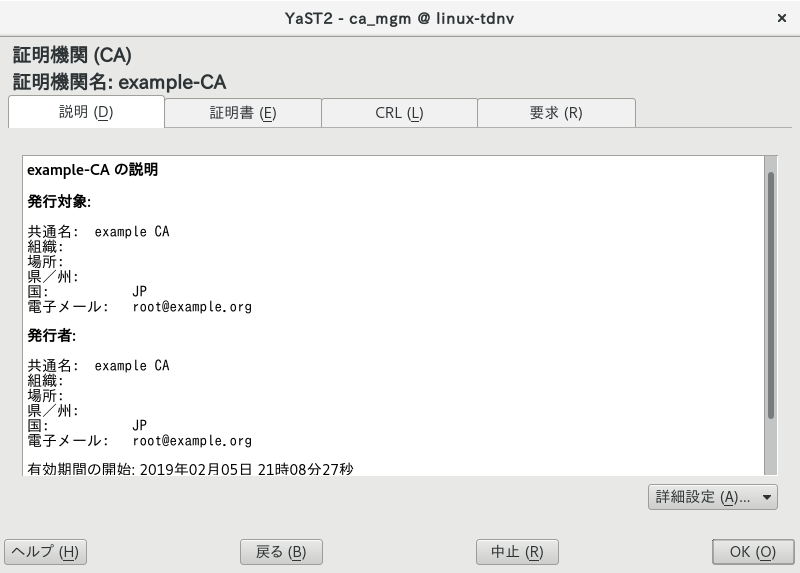 YaST2 - ca_mgm @ linux-tdnv
証明機関 (CA)
証明機関名: example-CA
説明 (D)
証明書 (E)
CRL (L)
要求 (R)
example-CA の説明
発行対象:
共通名: example CA
組織:
場所:
県／州:
国: JP
電子メール: root@example.org
発行者:
共通名: example CA
組織:
場所:
県／州:
国: JP
電子メール: root@example.org
有効期間の開始: 2019年02月05日 21時08分27秒
詳細設定 (A)...
ヘルプ (H)
戻る (B)
中止 (R)
OK (O)